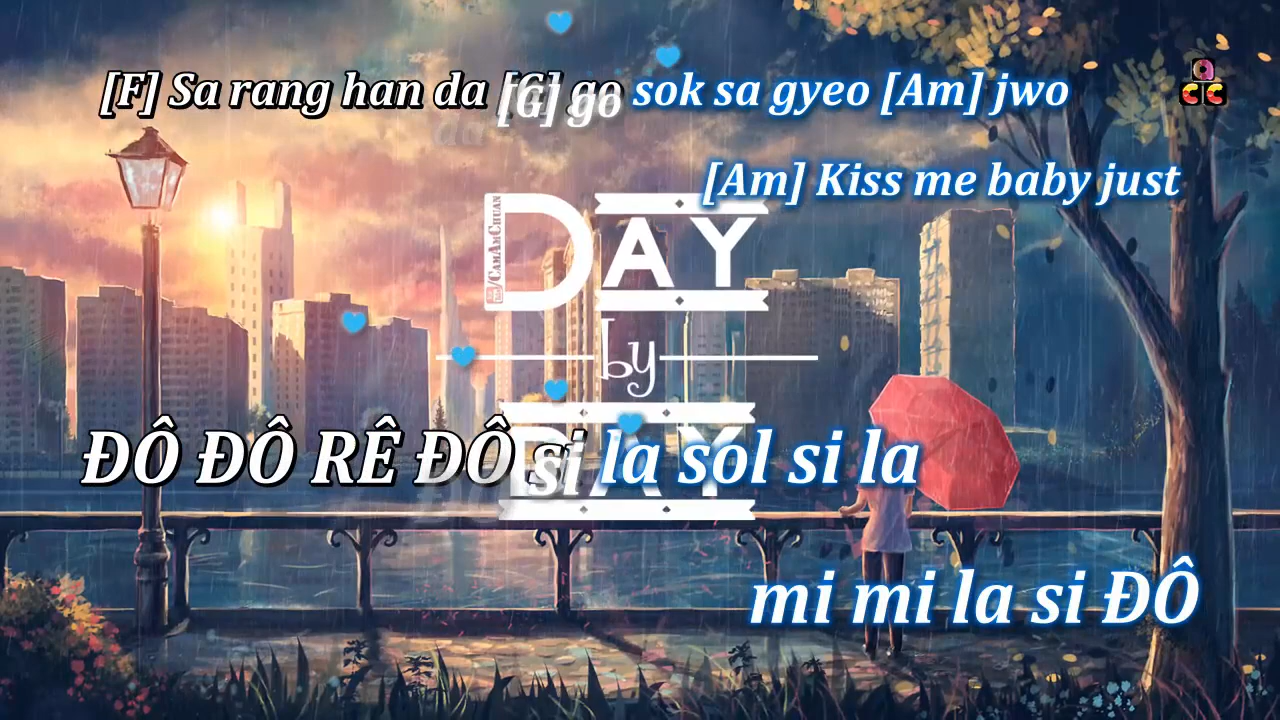 [F] Sa rang han da [G] go sok sa gyeo [Am] jwo
[Am] Kiss me baby just
/CamAmChuan
DAY
by
DAY
ĐÔ ĐÔ RÊ ĐÔ si la sol si la
mi mi la si ĐÔ